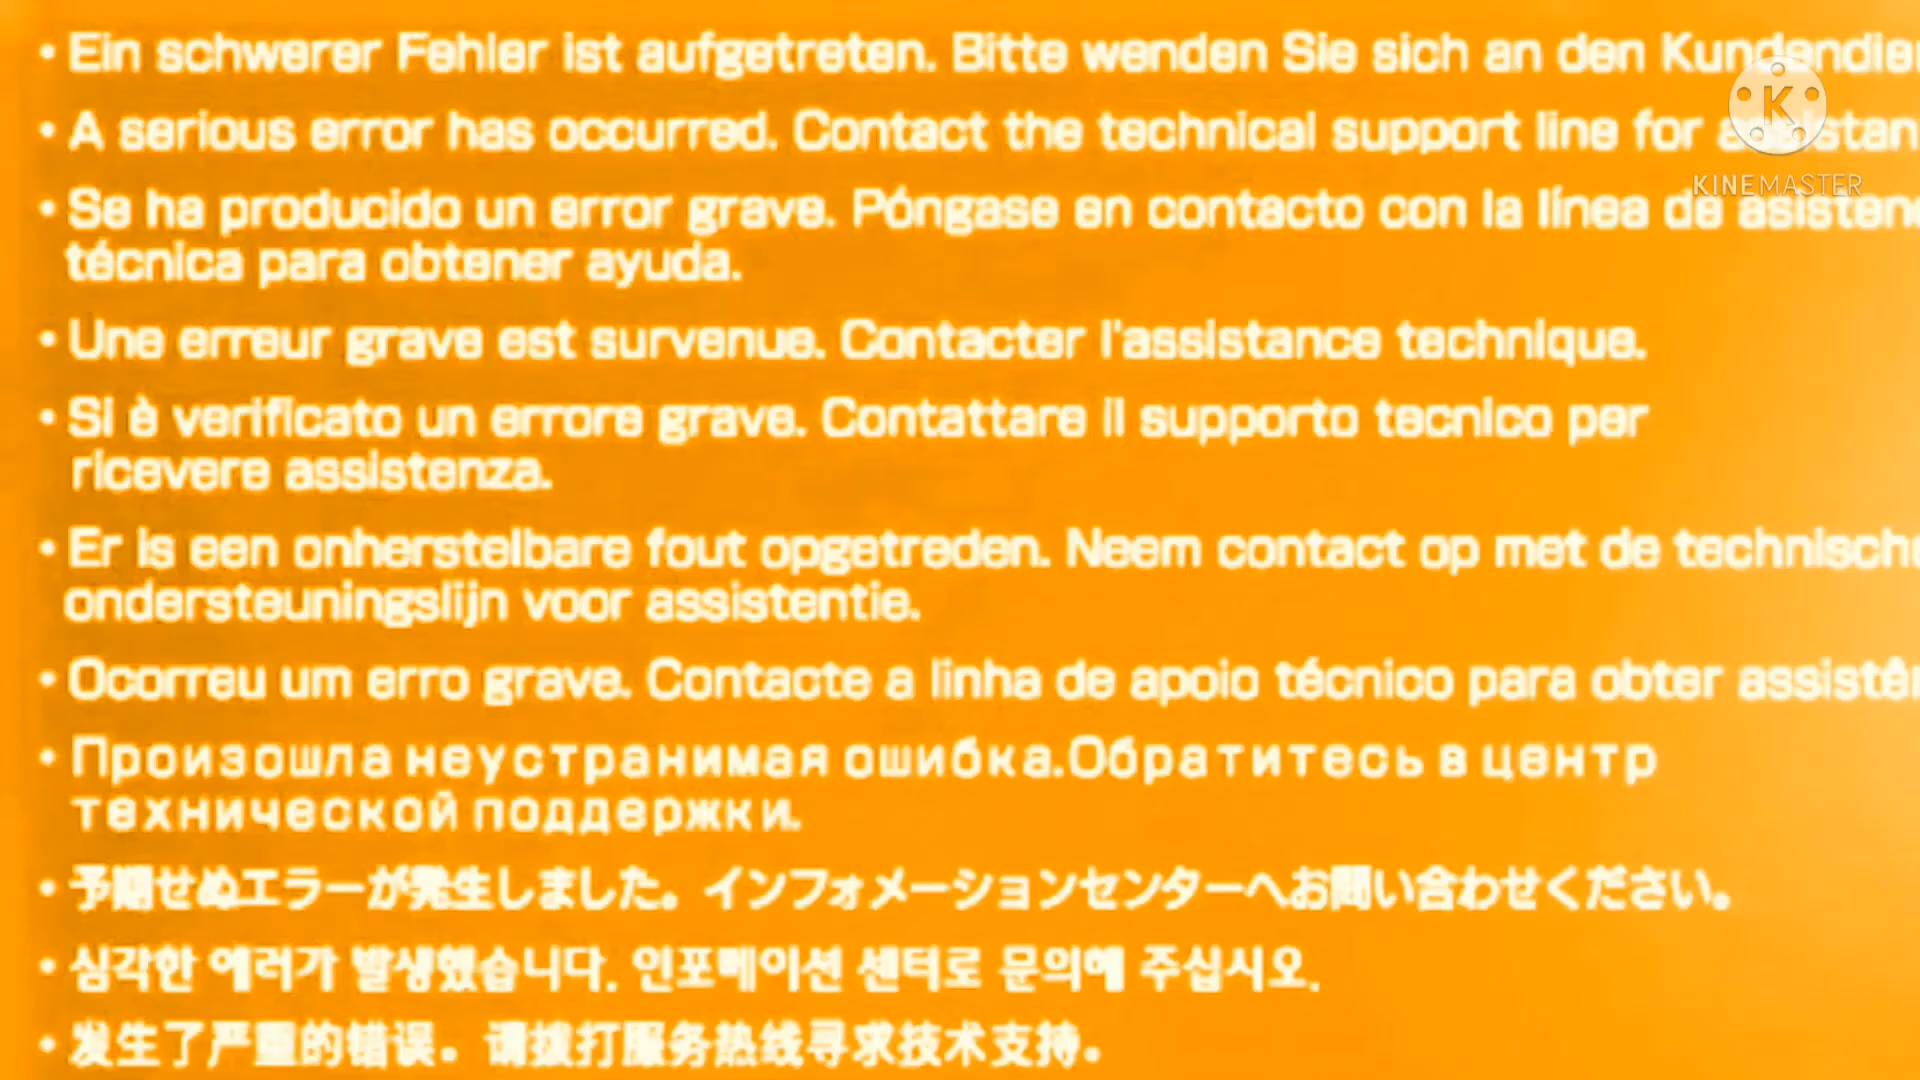 • Ein schwerer Fehler ist aufgetreten. Bitte wenden Sie sich an den
• A serious error has occurred. Contact the technical support line for
• Se ha producido un error grave. Póngase en contacto con la línea de
técnica para obtener ayuda.
• Une erreur grave est survenue. Contacter l'assistance technique.
• Si è verificato un errore grave. Contattare il supporto tecnico per
ricevere assistenza.
• Er is een onherstelbare fout opgetreden. Neem contact op met de technische
ondersteuningslijn voor assistentie.
• Ocorreu um erro grave. Contacte a linha de apoio técnico para obter
• Произошла неустранимая ошибка.Обратитесь в центр
технической поддержки.
• 予期せぬエラーが発生しました。インフォメーションセンターへお問い合わせください。
• 심각한 에러가 발생했습니다. 인포메이션 센터로 문의해 주십시오.
• 发生了严重的错误。请拨打服务热线寻求技术支持。
KINEMASTER